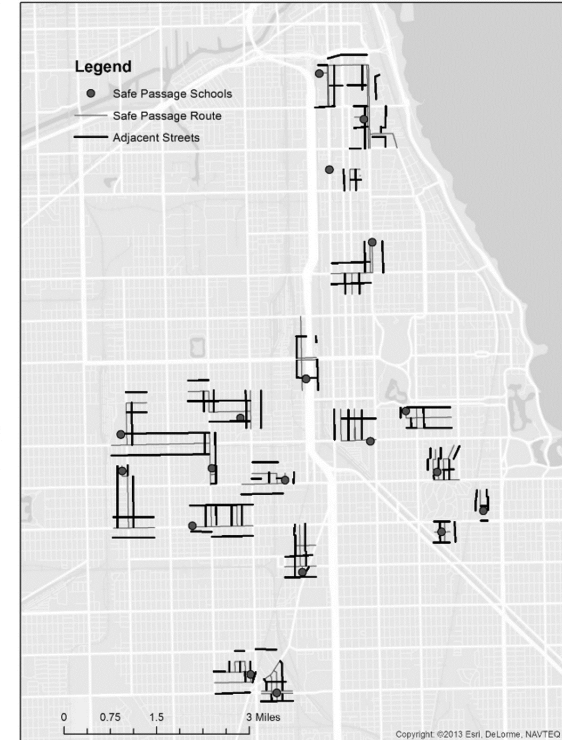 Legend
Safe Passage Schools
Safe Passage Route
Adjacent Streets
0 0.75 1.5 3 Miles
Copyright: ©2013 Esri, DeLorme, NAVTEQ